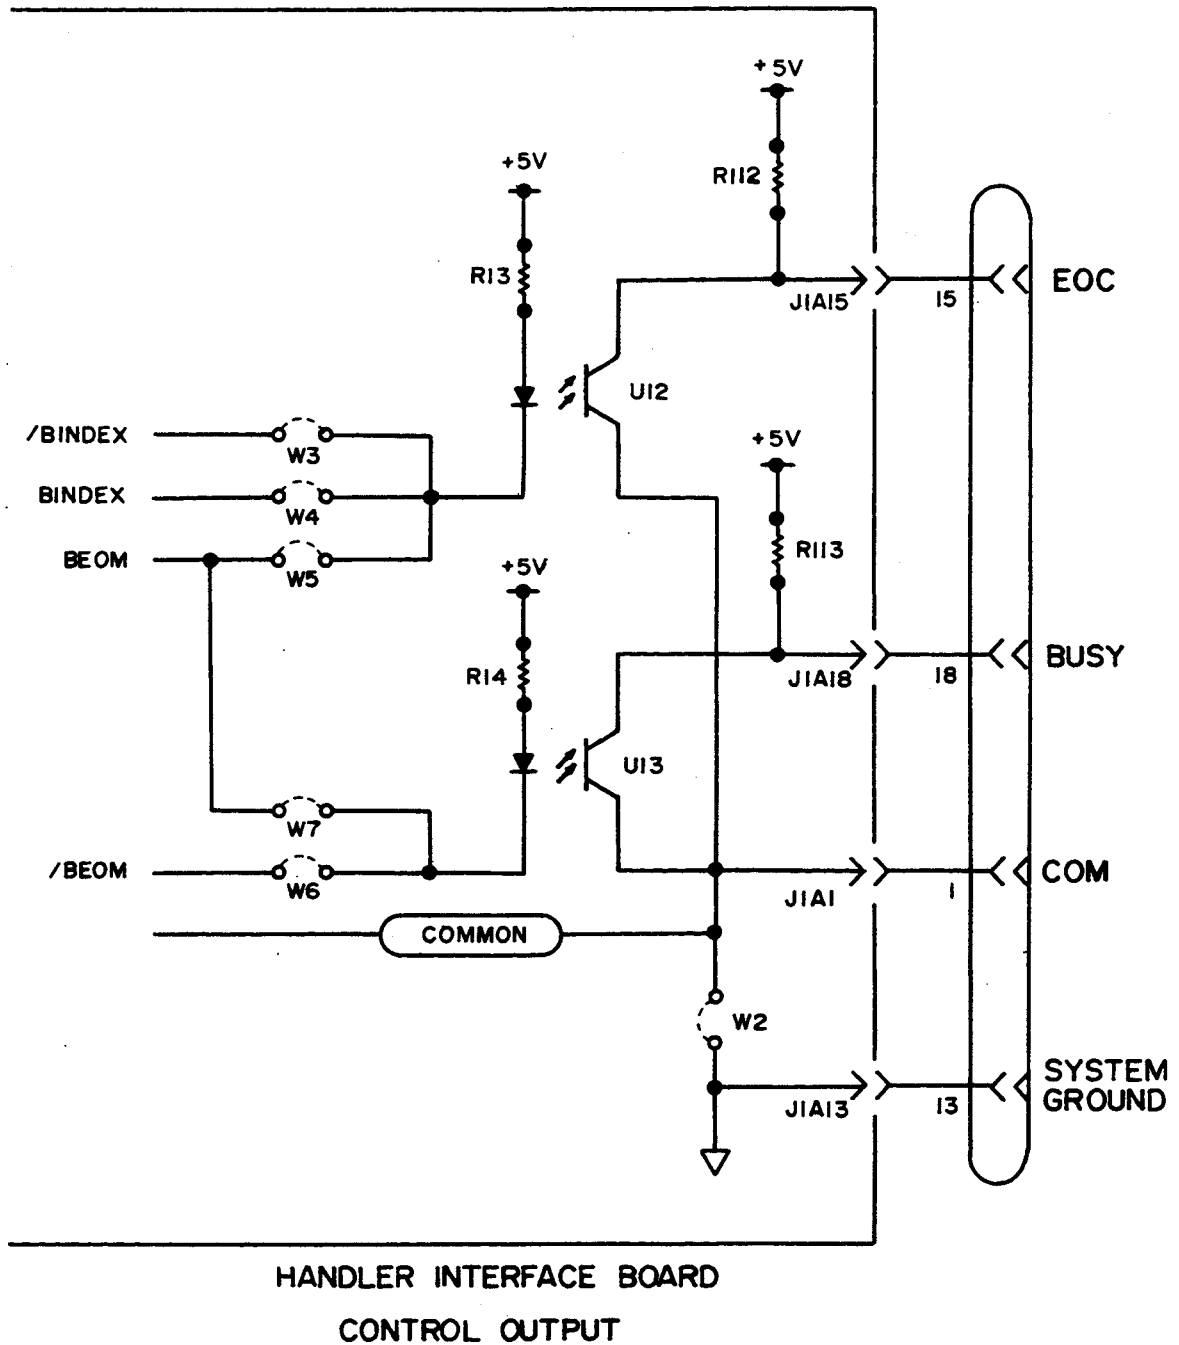 +5V
R112
+5V
R13
J1A15
15
EOC
U12
+5V
/BINDEX
W3
BINDEX
W4
R113
BEOM
W5
+5V
R14
J1A18
18
BUSY
U13
W7
/BEOM
W6
J1A1
1
COM
COMMON
W2
J1A13
13
SYSTEM
GROUND
HANDLER INTERFACE BOARD
CONTROL OUTPUT